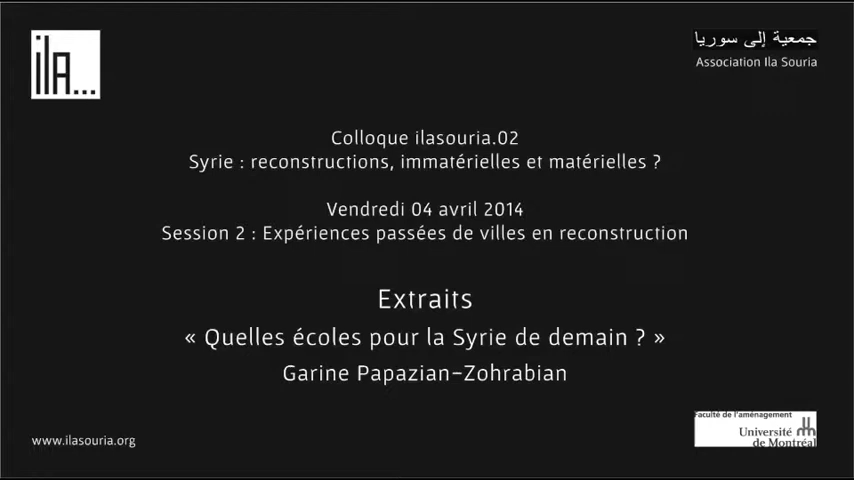 ilA...
جمعية إلى سوريا
Association Ila Souria
Colloque ilasouria.02
Syrie : reconstructions, immatérielles et matérielles ?
Vendredi 04 avril 2014
Session 2 : Expériences passées de villes en reconstruction
Extraits
« Quelles écoles pour la Syrie de demain ? »
Garine Papazian-Zohrabian
www.ilasouria.org
Faculté de l'aménagement
Université
de Montréal